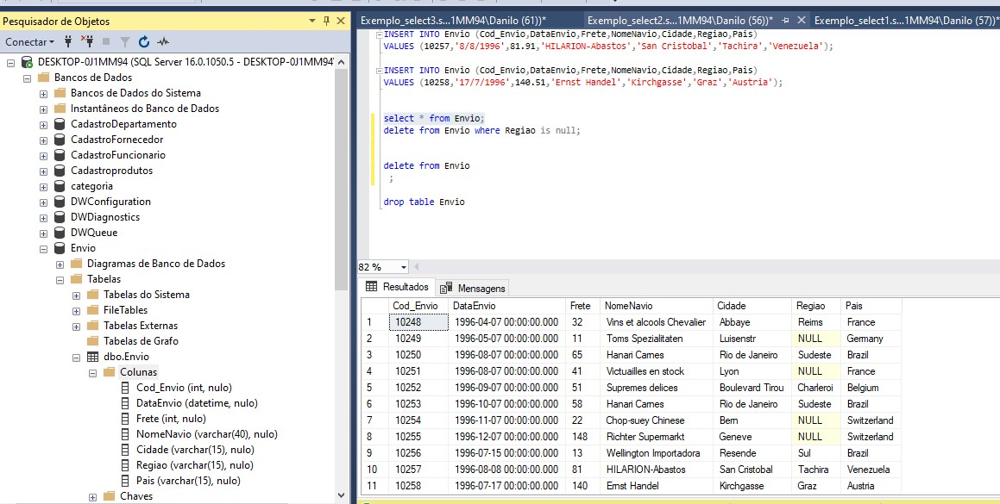 Pesquisador de Objetos
Conectar
DESKTOP-0J1MM94 (SQL Server 16.0.1050.5 - DESKTOP-0J1MM94\
Bancos de Dados
Bancos de Dados do Sistema
Instantâneos do Banco de Dados
CadastroDepartamento
CadastroFornecedor
CadastroFuncionario
Cadastroprodutos
categoria
DWConfiguration
DWDiagnostics
DWQueue
Envio
Diagramas de Banco de Dados
Tabelas
Tabelas do Sistema
FileTables
Tabelas Externas
Tabelas de Grafo
dbo.Envio
Colunas
Cod_Envio (int, nulo)
DataEnvio (datetime, nulo)
Frete (int, nulo)
NomeNavio (varchar(40), nulo)
Cidade (varchar(15), nulo)
Regiao (varchar(15), nulo)
Pais (varchar(15), nulo)
Chaves
Exemplo_select3.s...1MM94\Danilo (61))* Exemplo_select2.s...1MM94\Danilo (56))* Exemplo_select1.s...1MM94\Danilo (57))*
INSERT INTO Envio (Cod_Envio,DataEnvio,Frete,NomeNavio,Cidade,Regiao,Pais)
VALUES (10257,'8/8/1996',81.91,'HILARION-Abastos','San Cristobal','Tachira','Venezuela');
INSERT INTO Envio (Cod_Envio,DataEnvio,Frete,NomeNavio,Cidade,Regiao,Pais)
VALUES (10258,'17/7/1996',140.51,'Ernst Handel','Kirchgasse','Graz','Austria');
select * from Envio;
delete from Envio where Regiao is null;
delete from Envio
;
drop table Envio
82 %
Resultados Mensagens
Cod_Envio DataEnvio Frete NomeNavio Cidade Regiao Pais
1 10248 1996-04-07 00:00:00.000 32 Vins et alcools Chevalier Abbaye Reims France
2 10249 1996-05-07 00:00:00.000 11 Toms Spezialitaten Luisenstr NULL Germany
3 10250 1996-08-07 00:00:00.000 65 Hanari Carnes Rio de Janeiro Sudeste Brazil
4 10251 1996-08-07 00:00:00.000 41 Victuailles en stock Lyon NULL France
5 10252 1996-09-07 00:00:00.000 51 Supremes delices Boulevard Tirou Charleroi Belgium
6 10253 1996-10-07 00:00:00.000 58 Hanari Carnes Rio de Janeiro Sudeste Brazil
7 10254 1996-11-07 00:00:00.000 22 Chop-suey Chinese Bern NULL Switzerland
8 10255 1996-12-07 00:00:00.000 148 Richter Supermarkt Geneve NULL Switzerland
9 10256 1996-07-15 00:00:00.000 13 Wellington Importadora Resende Sul Brazil
10 10257 1996-08-08 00:00:00.000 81 HILARION-Abastos San Cristobal Tachira Venezuela
11 10258 1996-07-17 00:00:00.000 140 Ernst Handel Kirchgasse Graz Austria